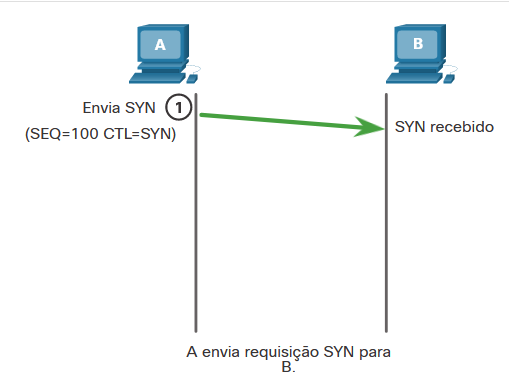 A
B
Envia SYN 1
(SEQ=100 CTL=SYN)
SYN recebido
A envia requisição SYN para
B.